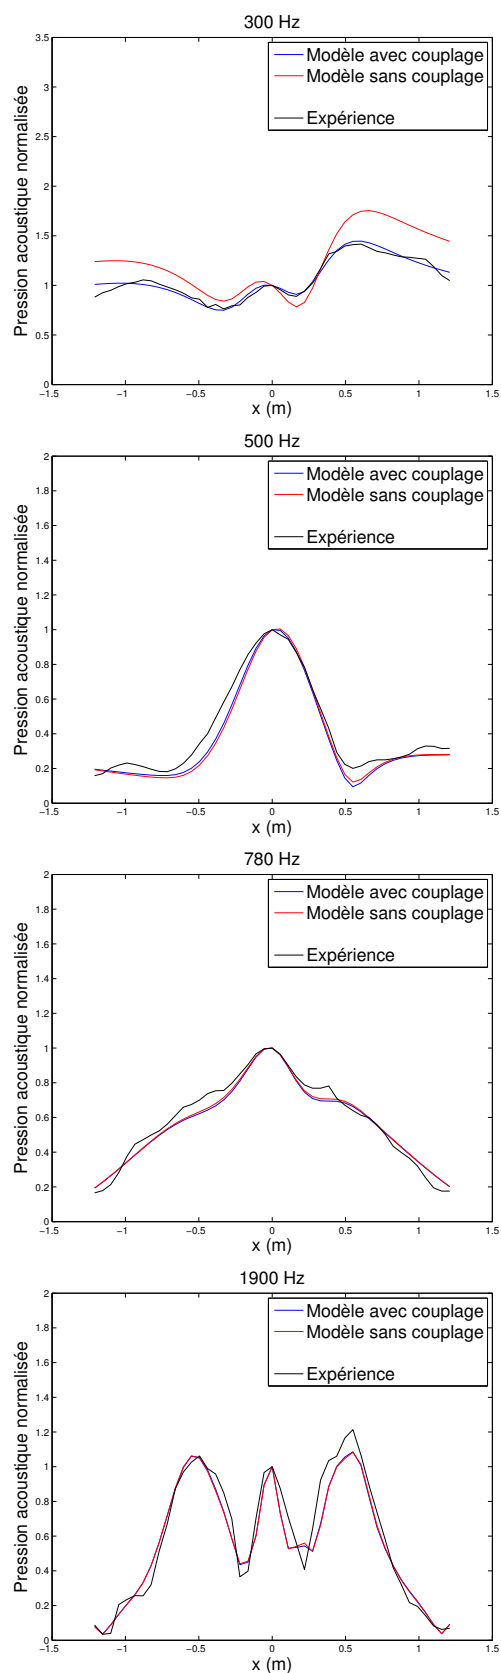 300 Hz
3.5
3
2.5
2
1.5
1
0.5
0
Pression acoustique normalisée
Modèle avec couplage
Modèle sans couplage
Expérience
−1.5 −1 −0.5 0 0.5 1 1.5
x (m)
500 Hz
2
1.8
1.6
1.4
1.2
1
0.8
0.6
0.4
0.2
0
Pression acoustique normalisée
Modèle avec couplage
Modèle sans couplage
Expérience
−1.5 −1 −0.5 0 0.5 1 1.5
x (m)
780 Hz
2
1.8
1.6
1.4
1.2
1
0.8
0.6
0.4
0.2
0
Pression acoustique normalisée
Modèle avec couplage
Modèle sans couplage
Expérience
−1.5 −1 −0.5 0 0.5 1 1.5
x (m)
1900 Hz
2
1.8
1.6
1.4
1.2
1
0.8
0.6
0.4
0.2
0
Pression acoustique normalisée
Modèle avec couplage
Modèle sans couplage
Expérience
−1.5 −1 −0.5 0 0.5 1 1.5
x (m)